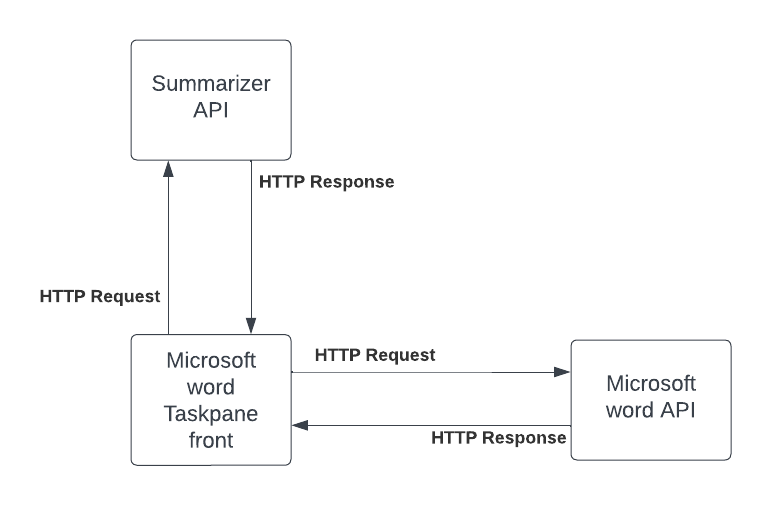 Summarizer
API
HTTP Response
HTTP Request
Microsoft
word
Taskpane
front
HTTP Request
HTTP Response
Microsoft
word API